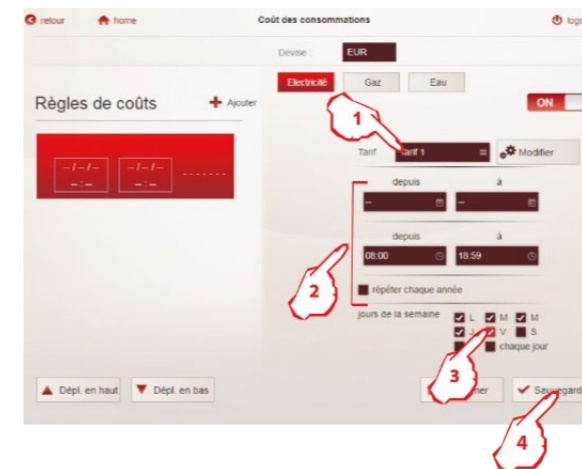 retour home Coût des consommations
Devise : EUR
Electricité Gaz Eau
Règles de coûts Ajouter
ON
1
Tarif Tarif 1 Modifier
-/-/- -/-/- -------
-:- -:-
depuis à
-- --
depuis à
08:00 18:59
2
répéter chaque année
jours de la semaine L M M
J V S
chaque jour
3
Dépl. en haut Dépl. en bas
4